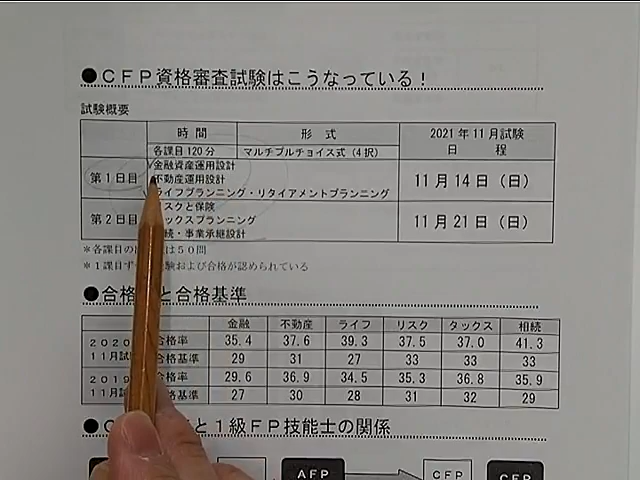 ●ＣＦＰ資格審査試験はこうなっている！
試験概要
時間 形式 2021年11月試験
日程
各課目120分 マルチプルチョイス式（4択）
第1日目 金融資産運用設計 11月14日（日）
不動産運用設計
ライフプランニング・リタイアメントプランニング
第2日目 リスクと保険 11月21日（日）
タックスプランニング
続・事業承継設計
＊各課目の は５０問
＊１課目ず 験および合格が認められている
●合格 と合格基準
金融 不動産 ライフ リスク タックス 相続
2020 合格率 35.4 37.6 39.3 37.5 37.0 41.3
11月試 合格基準 29 31 27 33 33 33
2019 合格率 29.6 36.9 34.5 35.3 36.8 35.9
11月試 合格基準 27 30 28 31 32 29
● と１級ＦＰ技能士の関係
AFP CFP CFP